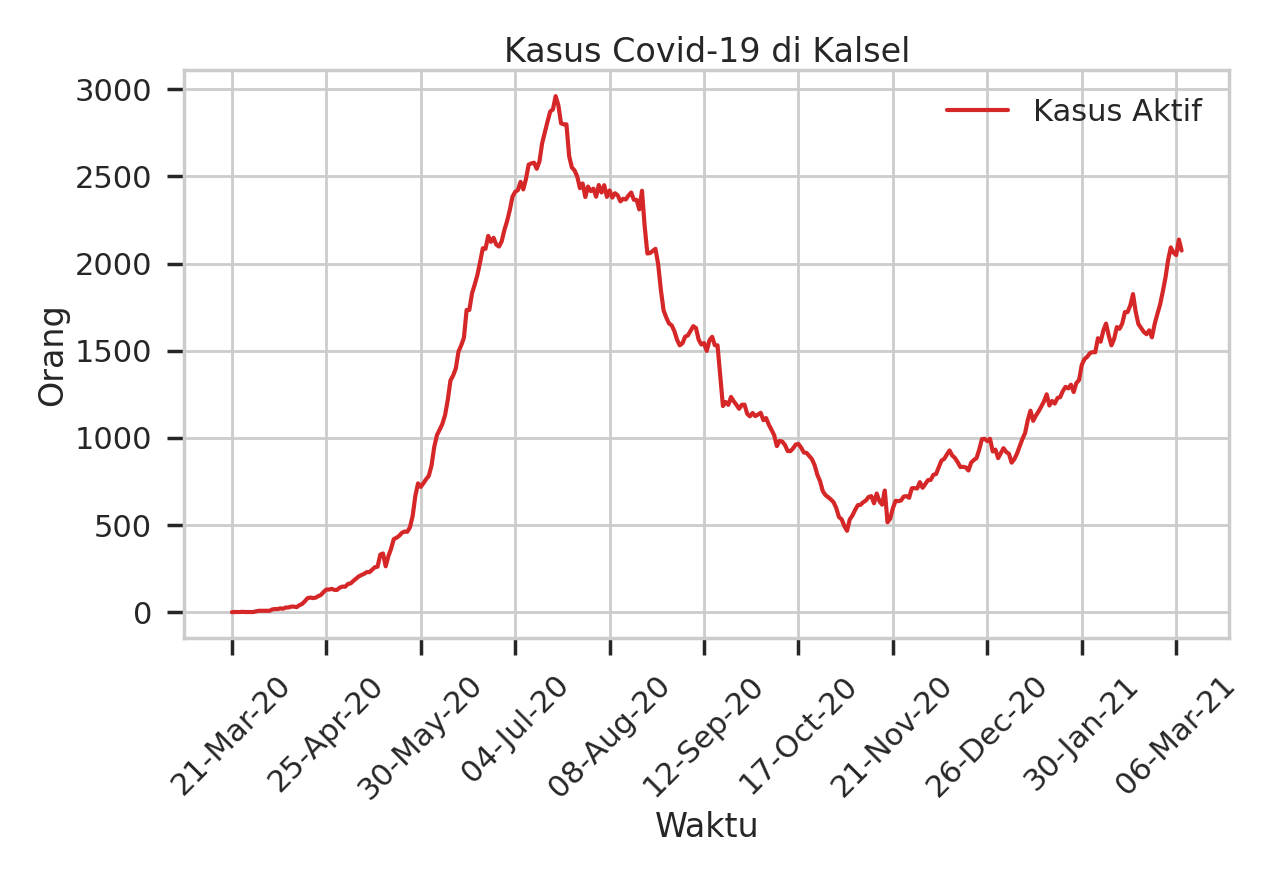 Kasus Covid-19 di Kalsel
Kasus Aktif
Orang
3000
2500
2000
1500
1000
500
0
21-Mar-20
25-Apr-20
30-May-20
04-Jul-20
08-Aug-20
12-Sep-20
17-Oct-20
21-Nov-20
26-Dec-20
30-Jan-21
06-Mar-21
Waktu